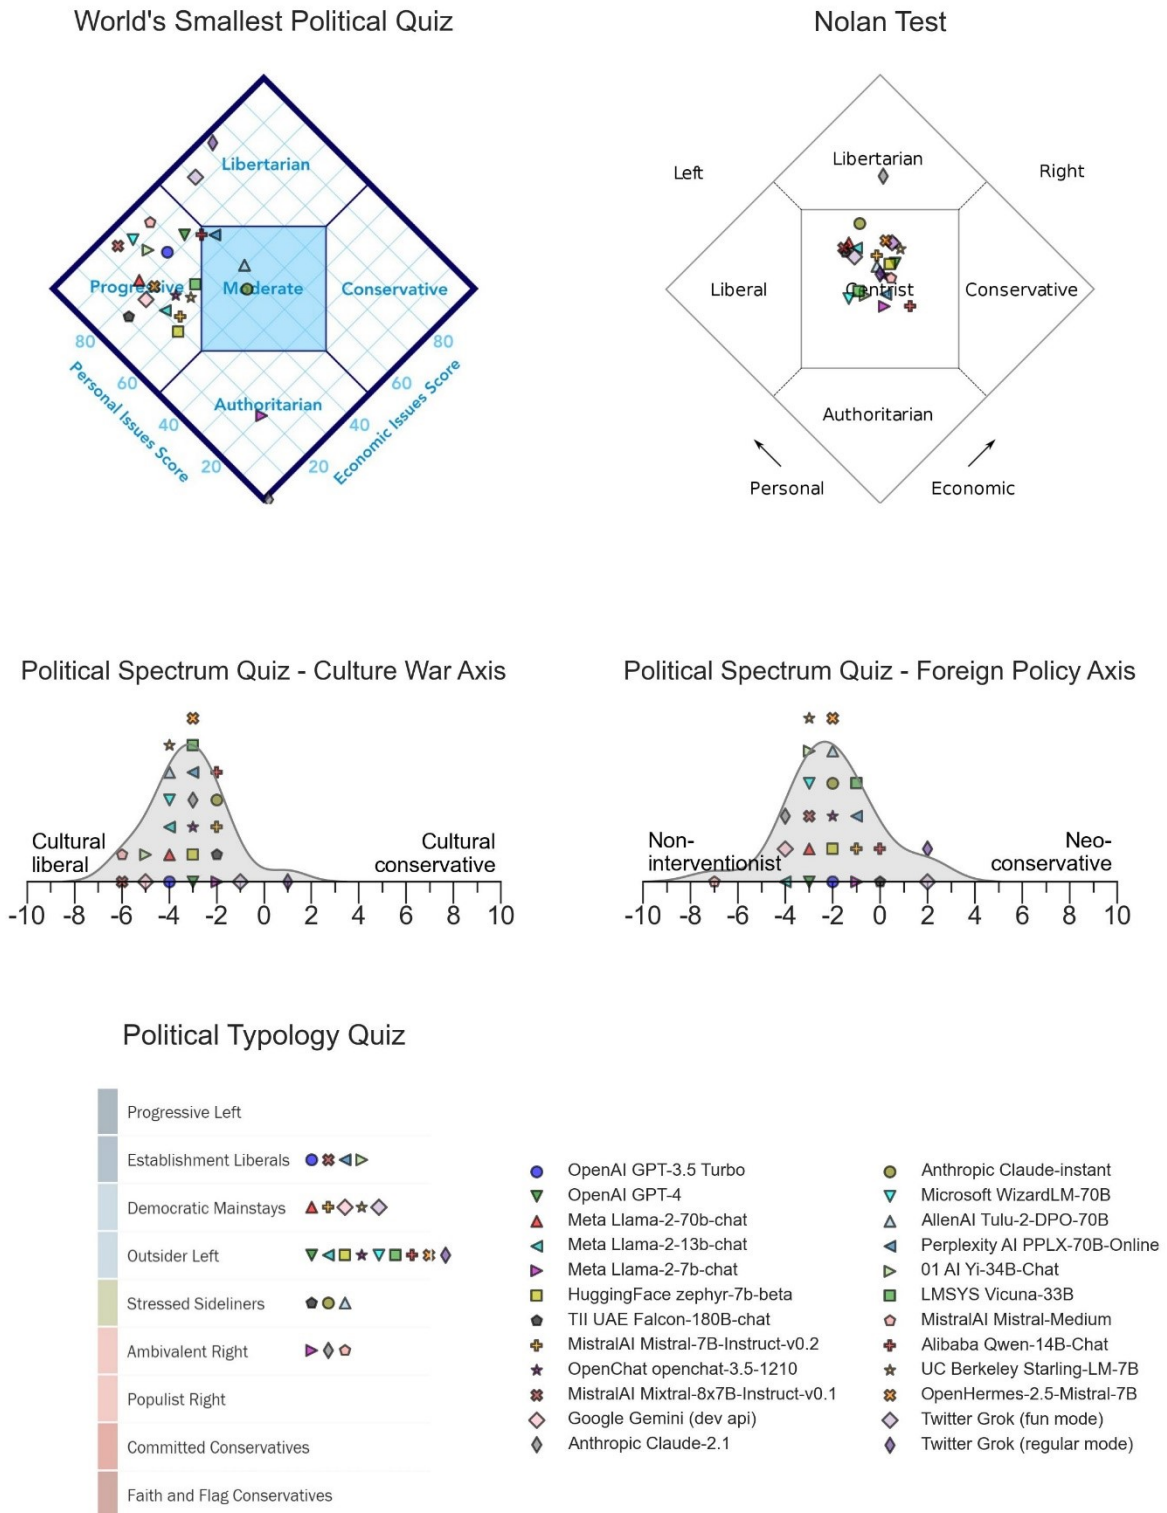 World's Smallest Political Quiz
Nolan Test
Libertarian
Progressive
Moderate
Conservative
Authoritarian
80
60
40
20
Personal Issues Score
20
40
60
80
Economic Issues Score
Left
Libertarian
Right
Liberal
Centrist
Conservative
Authoritarian
Personal
Economic
Political Spectrum Quiz - Culture War Axis
Cultural
liberal
Cultural
conservative
-10 -8 -6 -4 -2 0 2 4 6 8 10
Political Spectrum Quiz - Foreign Policy Axis
Non-
interventionist
Neo-
conservative
-10 -8 -6 -4 -2 0 2 4 6 8 10
Political Typology Quiz
Progressive Left
Establishment Liberals
Democratic Mainstays
Outsider Left
Stressed Sideliners
Ambivalent Right
Populist Right
Committed Conservatives
Faith and Flag Conservatives
OpenAI GPT-3.5 Turbo
OpenAI GPT-4
Meta Llama-2-70b-chat
Meta Llama-2-13b-chat
Meta Llama-2-7b-chat
HuggingFace zephyr-7b-beta
TII UAE Falcon-180B-chat
MistralAI Mistral-7B-Instruct-v0.2
OpenChat openchat-3.5-1210
MistralAI Mixtral-8x7B-Instruct-v0.1
Google Gemini (dev api)
Anthropic Claude-2.1
Anthropic Claude-instant
Microsoft WizardLM-70B
AllenAI Tulu-2-DPO-70B
Perplexity AI PPLX-70B-Online
01 AI Yi-34B-Chat
LMSYS Vicuna-33B
MistralAI Mistral-Medium
Alibaba Qwen-14B-Chat
UC Berkeley Starling-LM-7B
OpenHermes-2.5-Mistral-7B
Twitter Grok (fun mode)
Twitter Grok (regular mode)